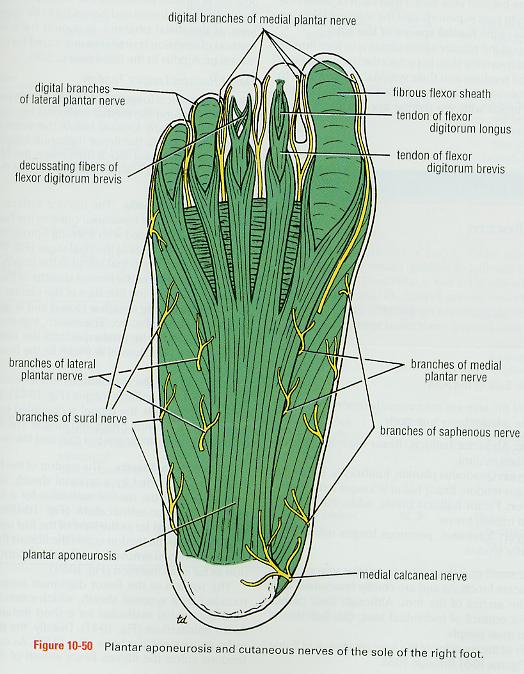 digital branches of medial plantar nerve
digital branches
of lateral plantar nerve
fibrous flexor sheath
tendon of flexor
digitorum longus
decussating fibers of
flexor digitorum brevis
tendon of flexor
digitorum brevis
branches of lateral
plantar nerve
branches of medial
plantar nerve
branches of sural nerve
branches of saphenous nerve
plantar aponeurosis
medial calcaneal nerve
td
Figure 10-50 Plantar aponeurosis and cutaneous nerves of the sole of the right foot.